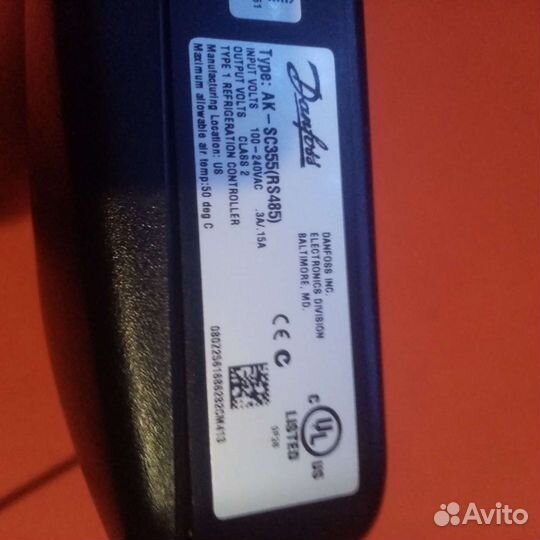 Danfoss
DANFOSS INC.
ELECTRONICS DIVISION
BALTIMORE, MD.
Type: AK-SC355(RS485)
INPUT VOLTS 100-240VAC .3A/.15A
OUTPUT VOLTS CLASS 2
TYPE 1 REFRIGERATION CONTROLLER
Manufacturing Location: US
Maximum allowable air temp:50 deg C
CE
C UL US
LISTED
61
Avito